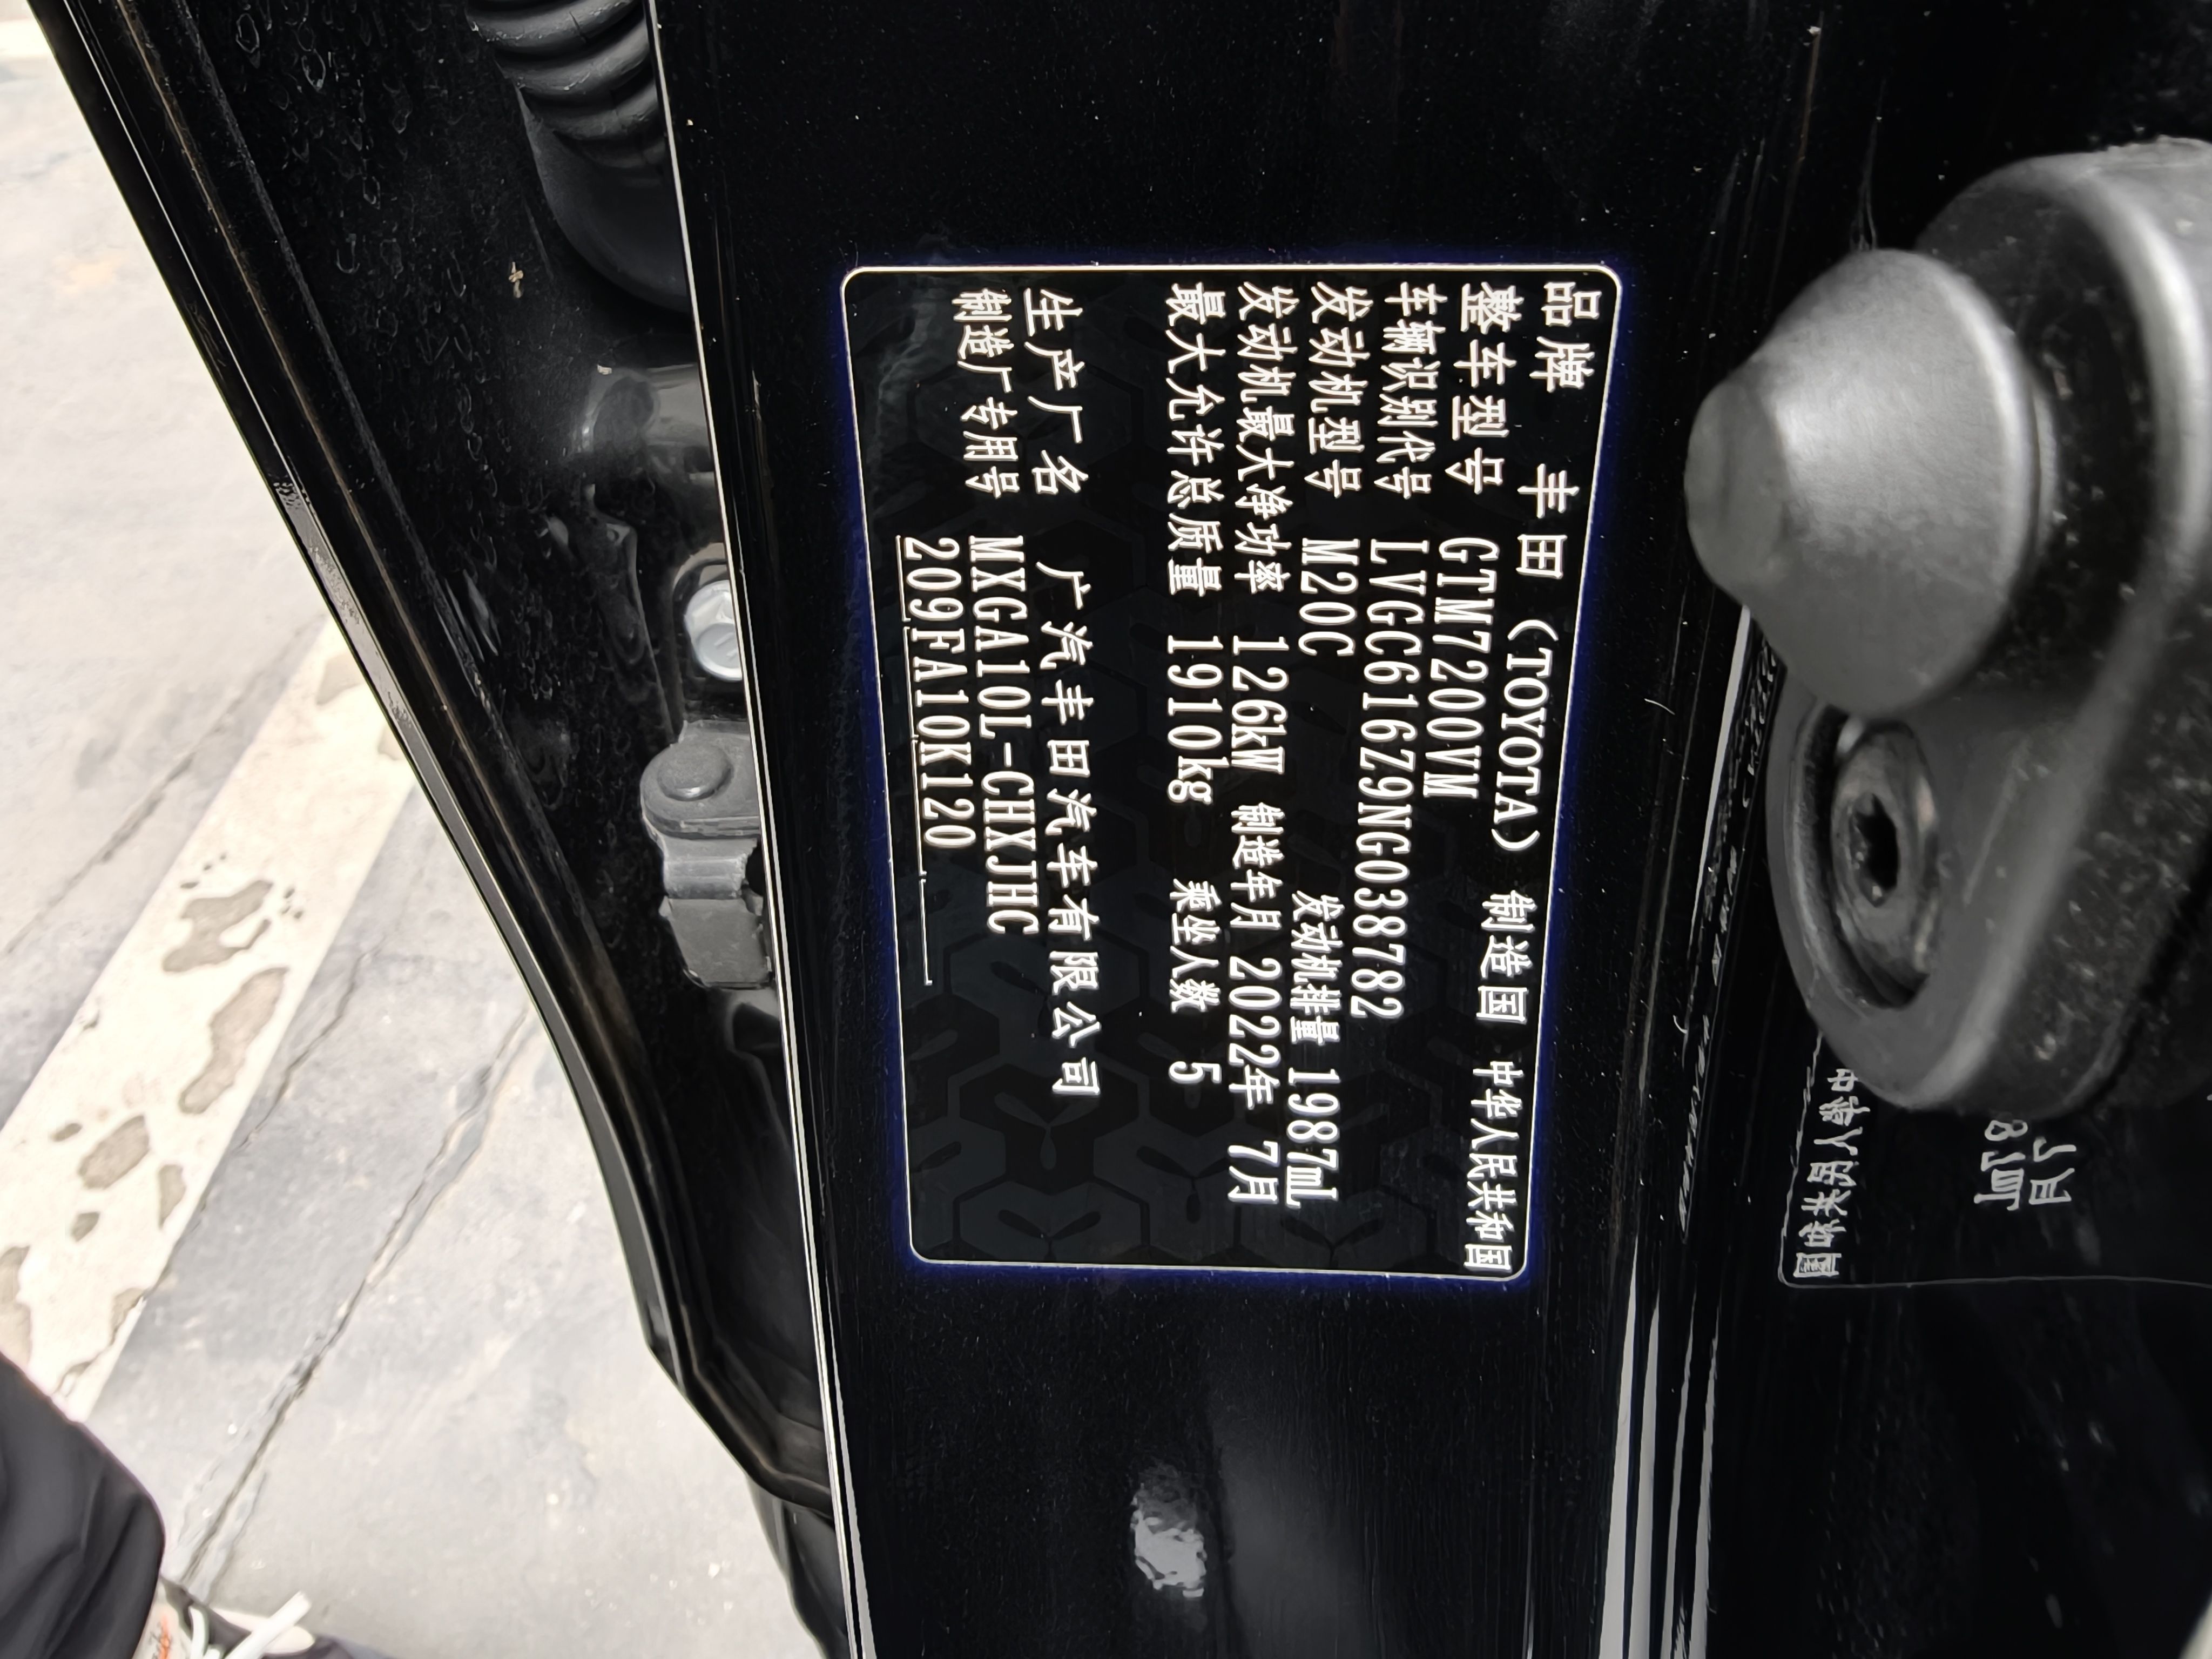 品牌 丰田（TOYOTA） 制造国 中华人民共和国
整车型号 GTM7200VM
车辆识别代号 LVGC616Z9NG038782
发动机型号 M20C 发动机排量 1987mL
发动机最大净功率 126kW 制造年月 2022年 7月
最大允许总质量 1910kg 乘坐人数 5
生产厂名 广汽丰田汽车有限公司
制造厂专用号 MXGA10L-CHXJHC
209FA10K120